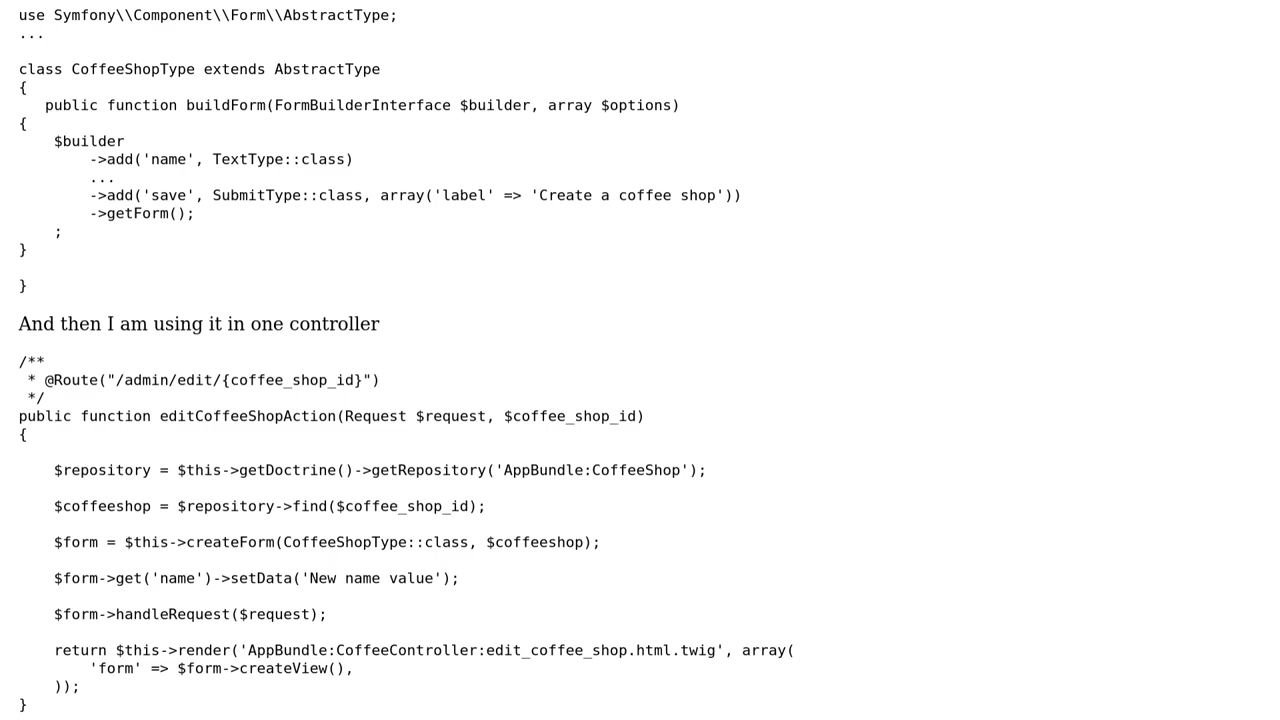 use Symfony\\Component\\Form\\AbstractType;
...
class CoffeeShopType extends AbstractType
{
   public function buildForm(FormBuilderInterface $builder, array $options)
{
    $builder
        ->add('name', TextType::class)
        ...
        ->add('save', SubmitType::class, array('label' => 'Create a coffee shop'))
        ->getForm();
    ;
}
}
And then I am using it in one controller
/**
 * @Route("/admin/edit/{coffee_shop_id}")
 */
public function editCoffeeShopAction(Request $request, $coffee_shop_id)
{
    $repository = $this->getDoctrine()->getRepository('AppBundle:CoffeeShop');
    $coffeeshop = $repository->find($coffee_shop_id);
    $form = $this->createForm(CoffeeShopType::class, $coffeeshop);
    $form->get('name')->setData('New name value');
    $form->handleRequest($request);
    return $this->render('AppBundle:CoffeeController:edit_coffee_shop.html.twig', array(
        'form' => $form->createView(),
    ));
}